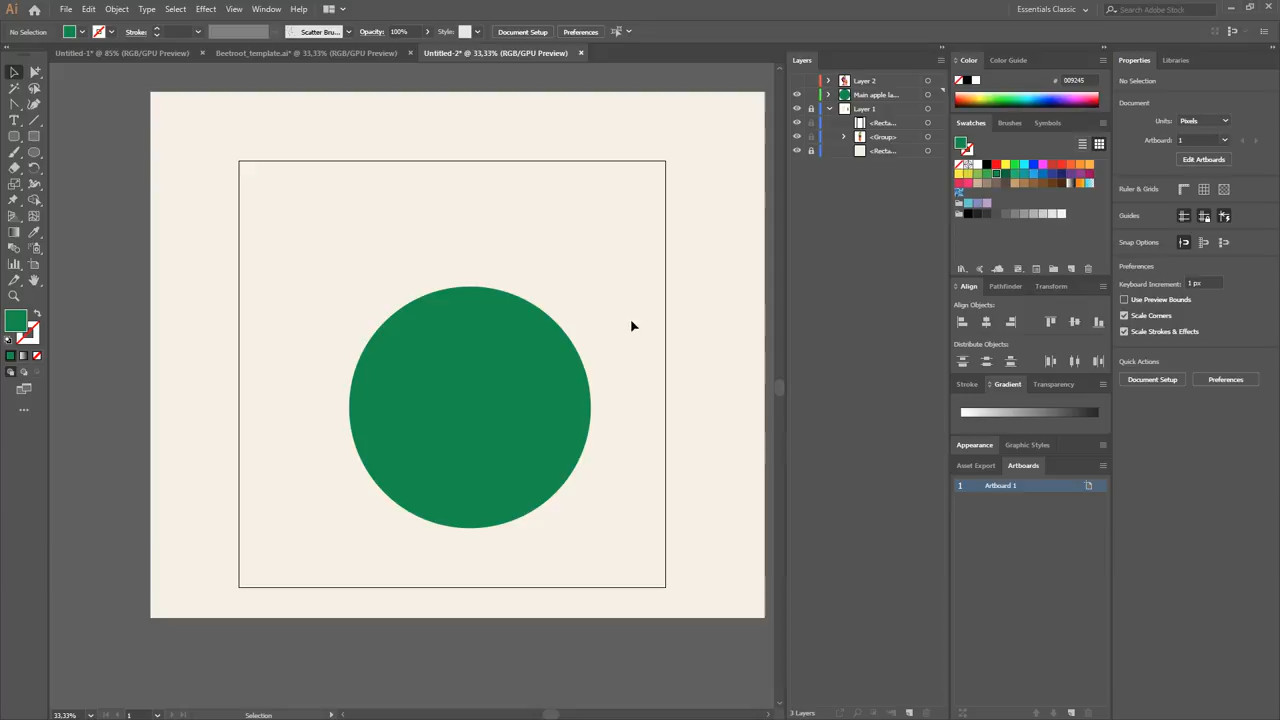 Ai File Edit Object Type Select Effect View Window Help Essentials Classic Search Adobe Stock
No Selection Stroke: Scatter Bru... Opacity: 100% Style: Document Setup Preferences
Untitled-1* @ 85% (RGB/GPU Preview) × Beetroot_template.ai* @ 33,33% (RGB/GPU Preview) × Untitled-2* @ 33,33% (RGB/GPU Preview) ×
Layers
Layer 2
Main apple la...
Layer 1
<Recta...
<Group>
<Recta...
3 Layers
Color Color Guide
# 009245
Swatches Brushes Symbols
Align Pathfinder Transform
Align Objects:
Distribute Objects:
Stroke Gradient Transparency
Appearance Graphic Styles
Asset Export Artboards
1 Artboard 1
Properties Libraries
No Selection
Document
Units: Pixels
Artboard: 1
Edit Artboards
Ruler & Grids
Guides
Snap Options
Preferences
Keyboard Increment: 1 px
Use Preview Bounds
Scale Corners
Scale Strokes & Effects
Quick Actions
Document Setup Preferences
33,33% 1 Selection